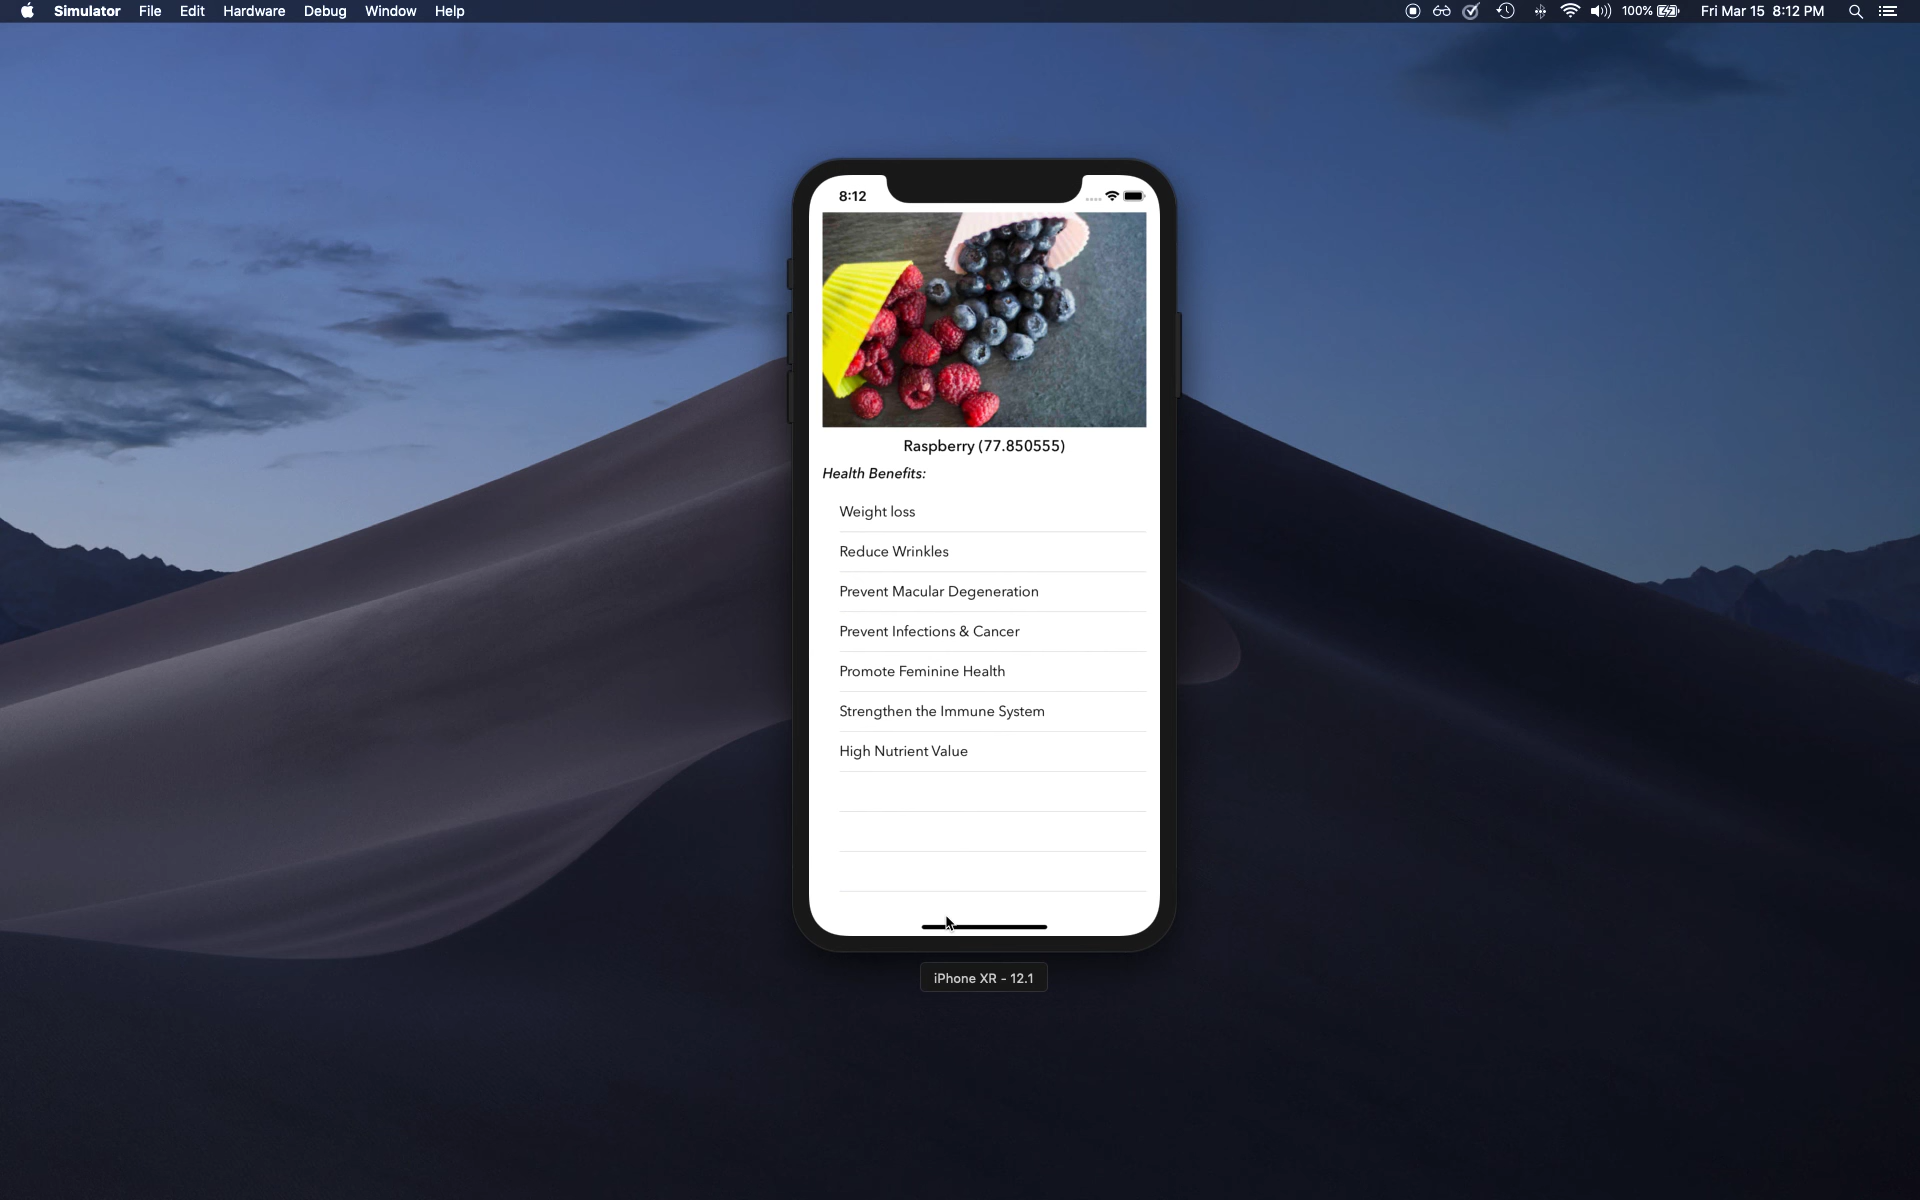 Simulator File Edit Hardware Debug Window Help 100% Fri Mar 15 8:12 PM
8:12
Raspberry (77.850555)
Health Benefits:
Weight loss
Reduce Wrinkles
Prevent Macular Degeneration
Prevent Infections & Cancer
Promote Feminine Health
Strengthen the Immune System
High Nutrient Value
iPhone XR - 12.1